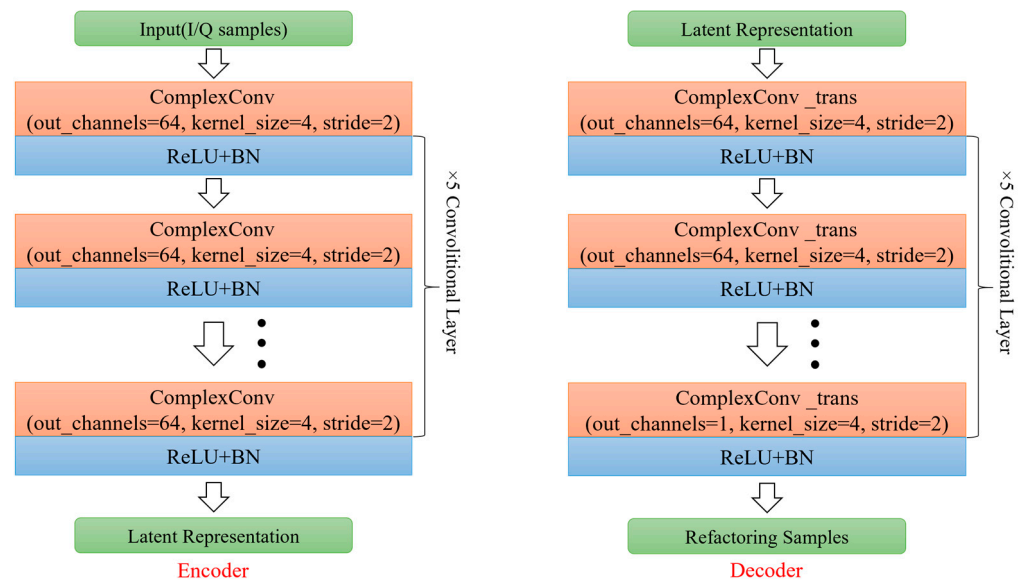 Input(I/Q samples)
ComplexConv
(out_channels=64, kernel_size=4, stride=2)
ReLU+BN
ComplexConv
(out_channels=64, kernel_size=4, stride=2)
ReLU+BN
ComplexConv
(out_channels=64, kernel_size=4, stride=2)
ReLU+BN
×5 Convolitional Layer
Latent Representation
Encoder
Latent Representation
ComplexConv _trans
(out_channels=64, kernel_size=4, stride=2)
ReLU+BN
ComplexConv _trans
(out_channels=64, kernel_size=4, stride=2)
ReLU+BN
ComplexConv _trans
(out_channels=1, kernel_size=4, stride=2)
ReLU+BN
×5 Convolitional Layer
Refactoring Samples
Decoder